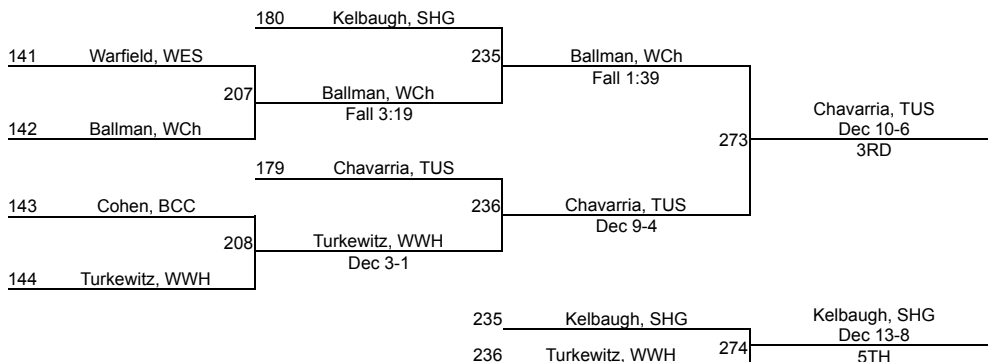 180 Kelbaugh, SHG
141 Warfield, WES
235 Ballman, WCh
Fall 1:39
207 Ballman, WCh
Fall 3:19
142 Ballman, WCh
Chavarria, TUS
273 Dec 10-6
3RD
179 Chavarria, TUS
143 Cohen, BCC
236 Chavarria, TUS
Dec 9-4
208 Turkewitz, WWH
Dec 3-1
144 Turkewitz, WWH
235 Kelbaugh, SHG
Kelbaugh, SHG
274 Dec 13-8
236 Turkewitz, WWH
5TH